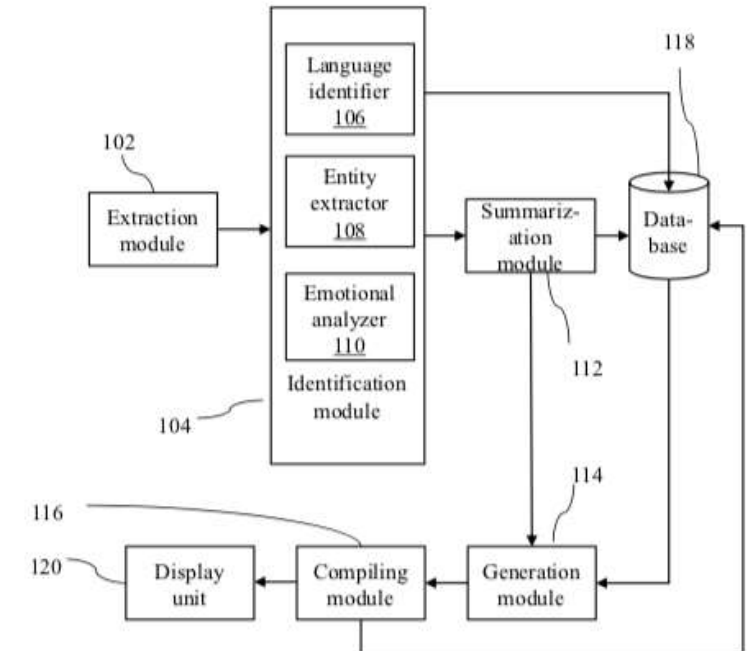 118
Language
identifier
106
102
Extraction
module
Entity
extractor
108
Summariz-
ation
module
Data-
base
Emotional
analyzer
110
112
Identification
module
104
114
116
120
Display
unit
Compiling
module
Generation
module